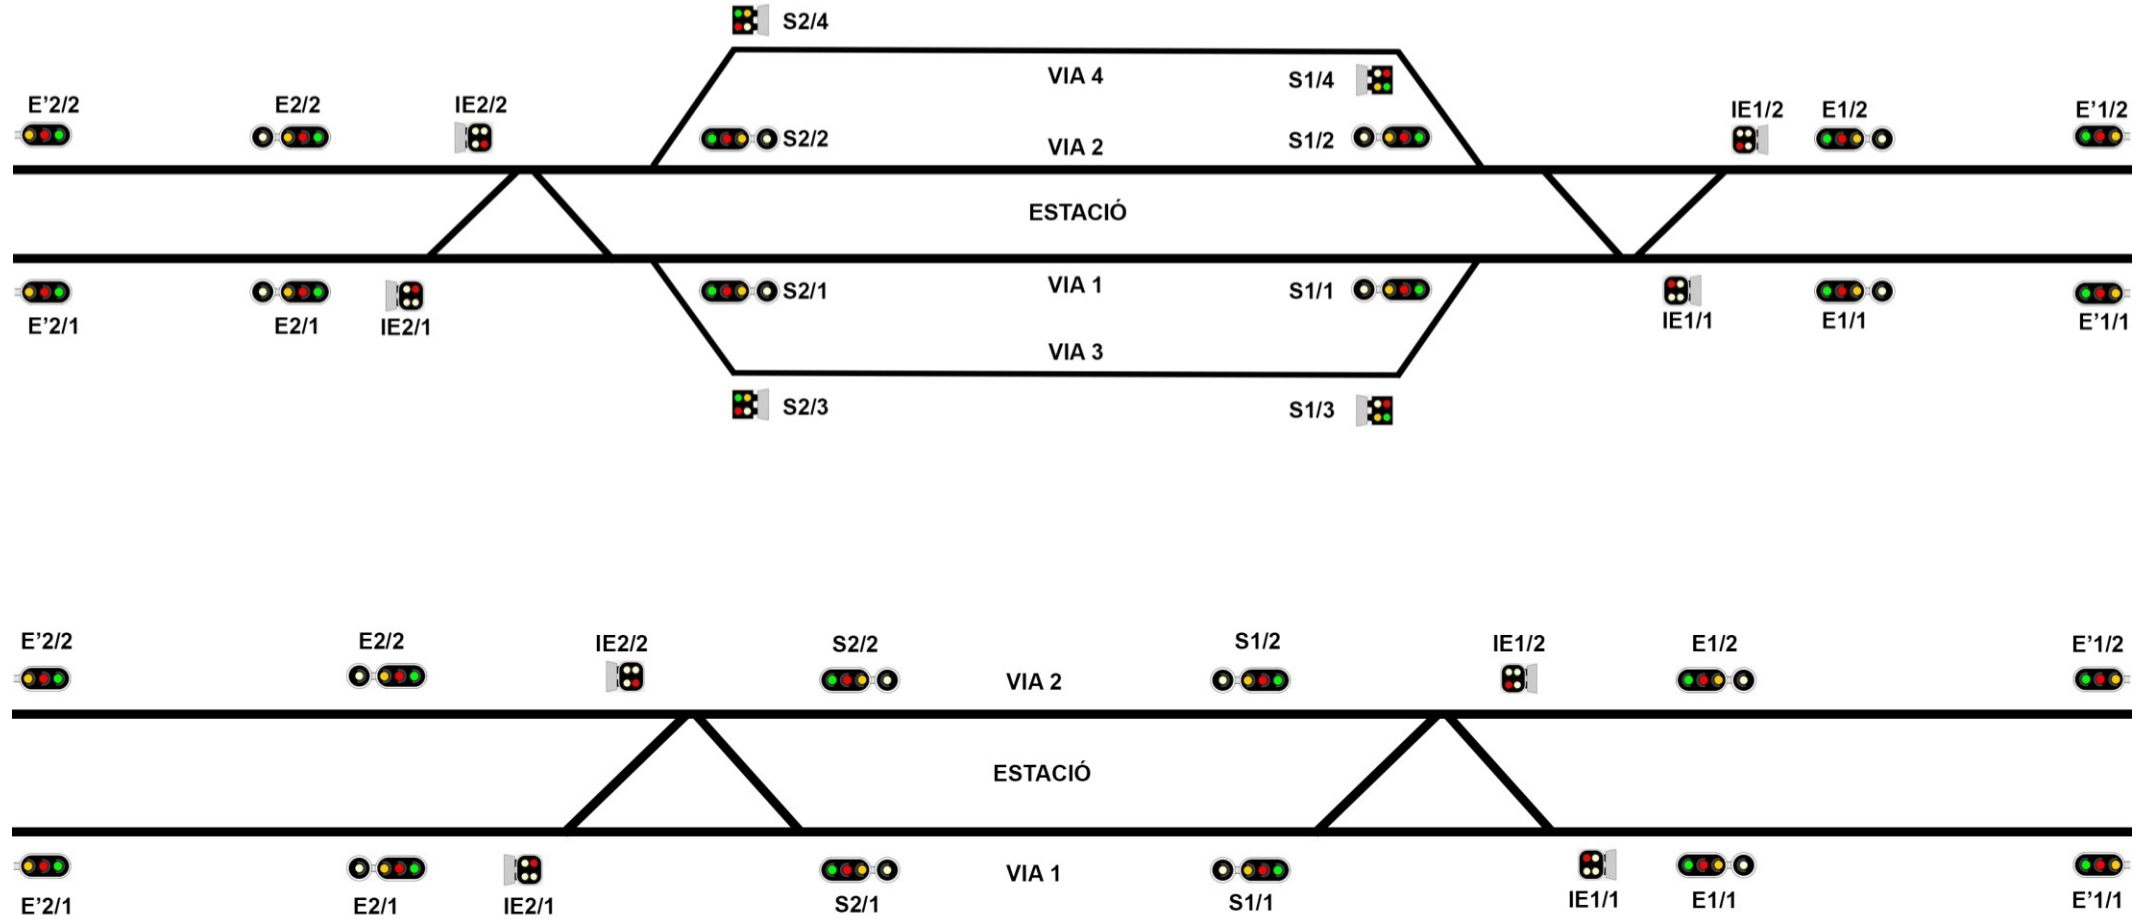 S2/4
VIA 4
S1/4
E'2/2
E2/2
IE2/2
IE1/2
E1/2
E'1/2
S2/2
VIA 2
S1/2
ESTACIÓ
S2/1
VIA 1
S1/1
E'2/1
E2/1
IE2/1
IE1/1
E1/1
E'1/1
VIA 3
S2/3
S1/3
E'2/2
E2/2
IE2/2
S2/2
S1/2
IE1/2
E1/2
E'1/2
VIA 2
ESTACIÓ
VIA 1
E'2/1
E2/1
IE2/1
S2/1
S1/1
IE1/1
E1/1
E'1/1